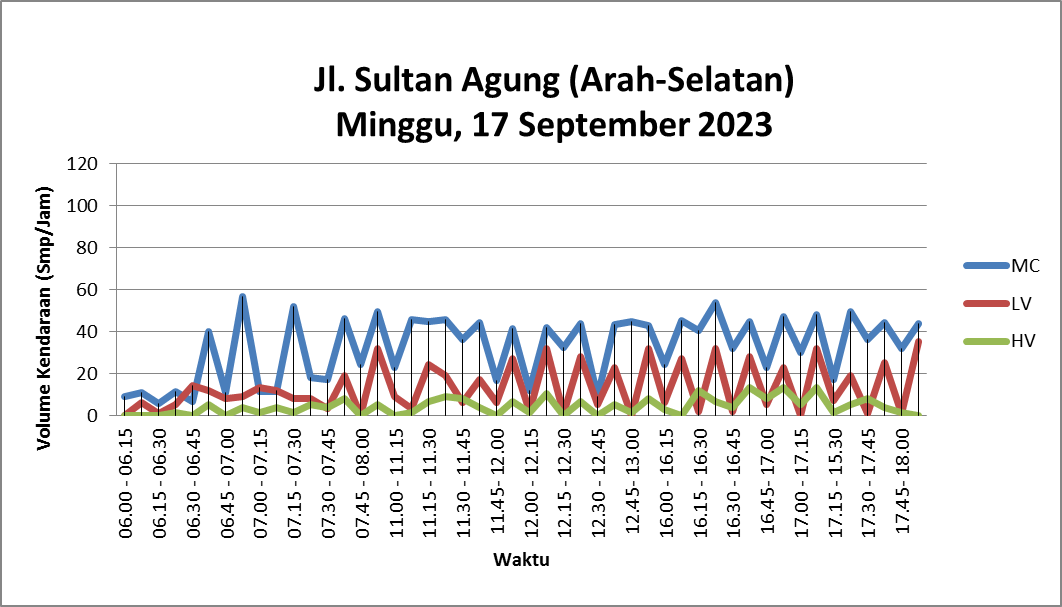 Jl. Sultan Agung (Arah-Selatan)
Minggu, 17 September 2023
Volume Kendaraan (Smp/Jam)
120
100
80
60
40
20
0
06.00 - 06.15
06.15 - 06.30
06.30 - 06.45
06.45 - 07.00
07.00 - 07.15
07.15 - 07.30
07.30 - 07.45
07.45 - 08.00
11.00 - 11.15
11.15 - 11.30
11.30 - 11.45
11.45- 12.00
12.00 - 12.15
12.15 - 12.30
12.30 - 12.45
12.45 - 13.00
16.00 - 16.15
16.15 - 16.30
16.30 - 16.45
16.45- 17.00
17.00 - 17.15
17.15 - 15.30
17.30 - 17.45
17.45- 18.00
Waktu
MC
LV
HV